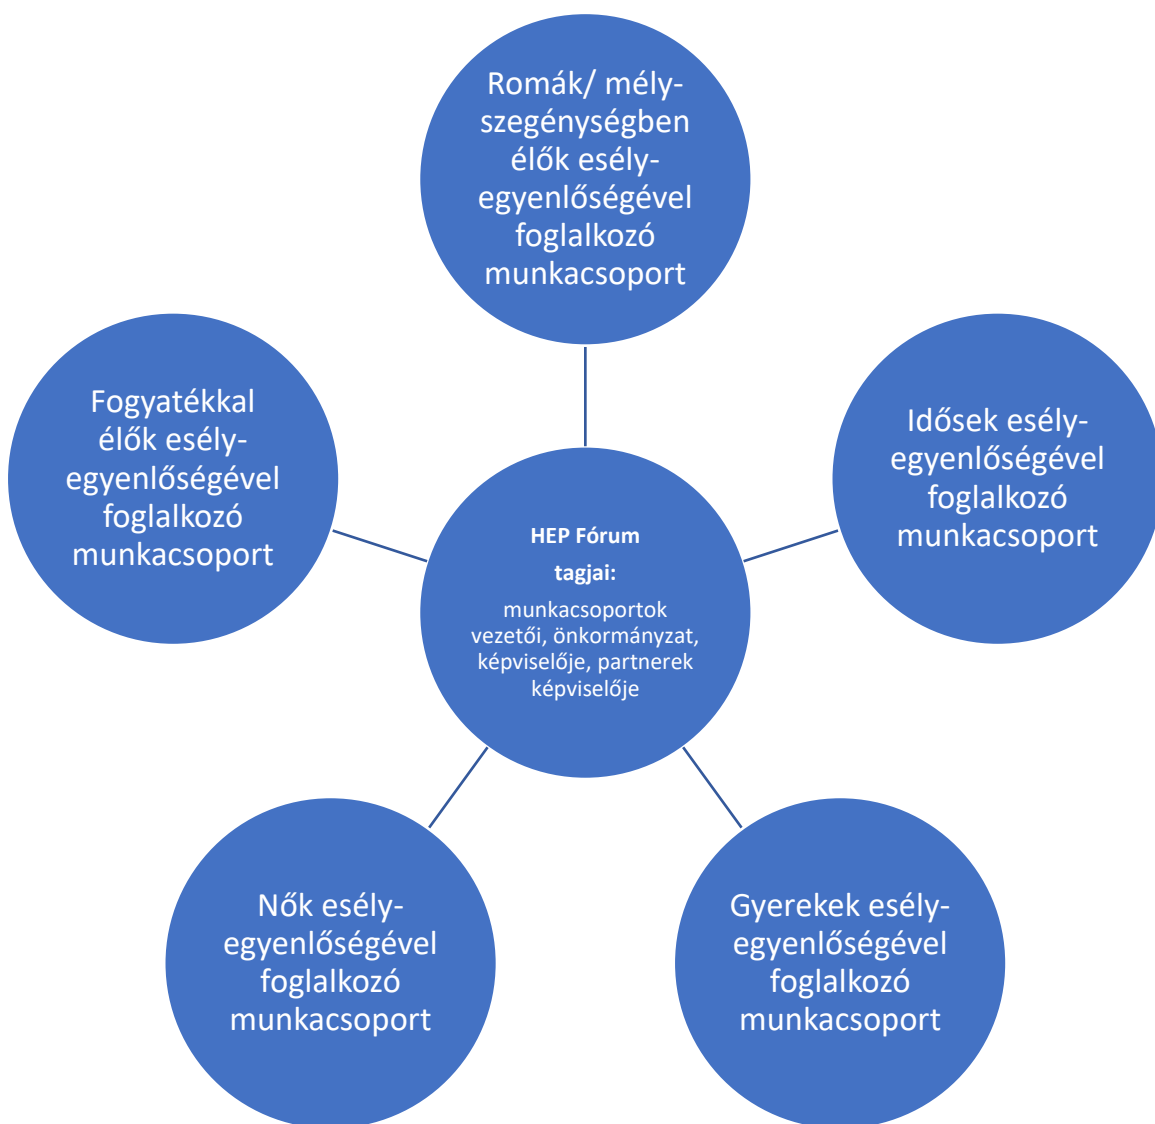 Romák/ mély-
szegénységben
élők esély-
egyenlőségével
foglalkozó
munkacsoport
Fogyatékkal
élők esély-
egyenlőségével
foglalkozó
munkacsoport
Idősek esély-
egyenlőségével
foglalkozó
munkacsoport
HEP Fórum
tagjai:
munkacsoportok
vezetői, önkormányzat,
képviselője, partnerek
képviselője
Nők esély-
egyenlőségével
foglalkozó
munkacsoport
Gyerekek esély-
egyenlőségével
foglalkozó
munkacsoport